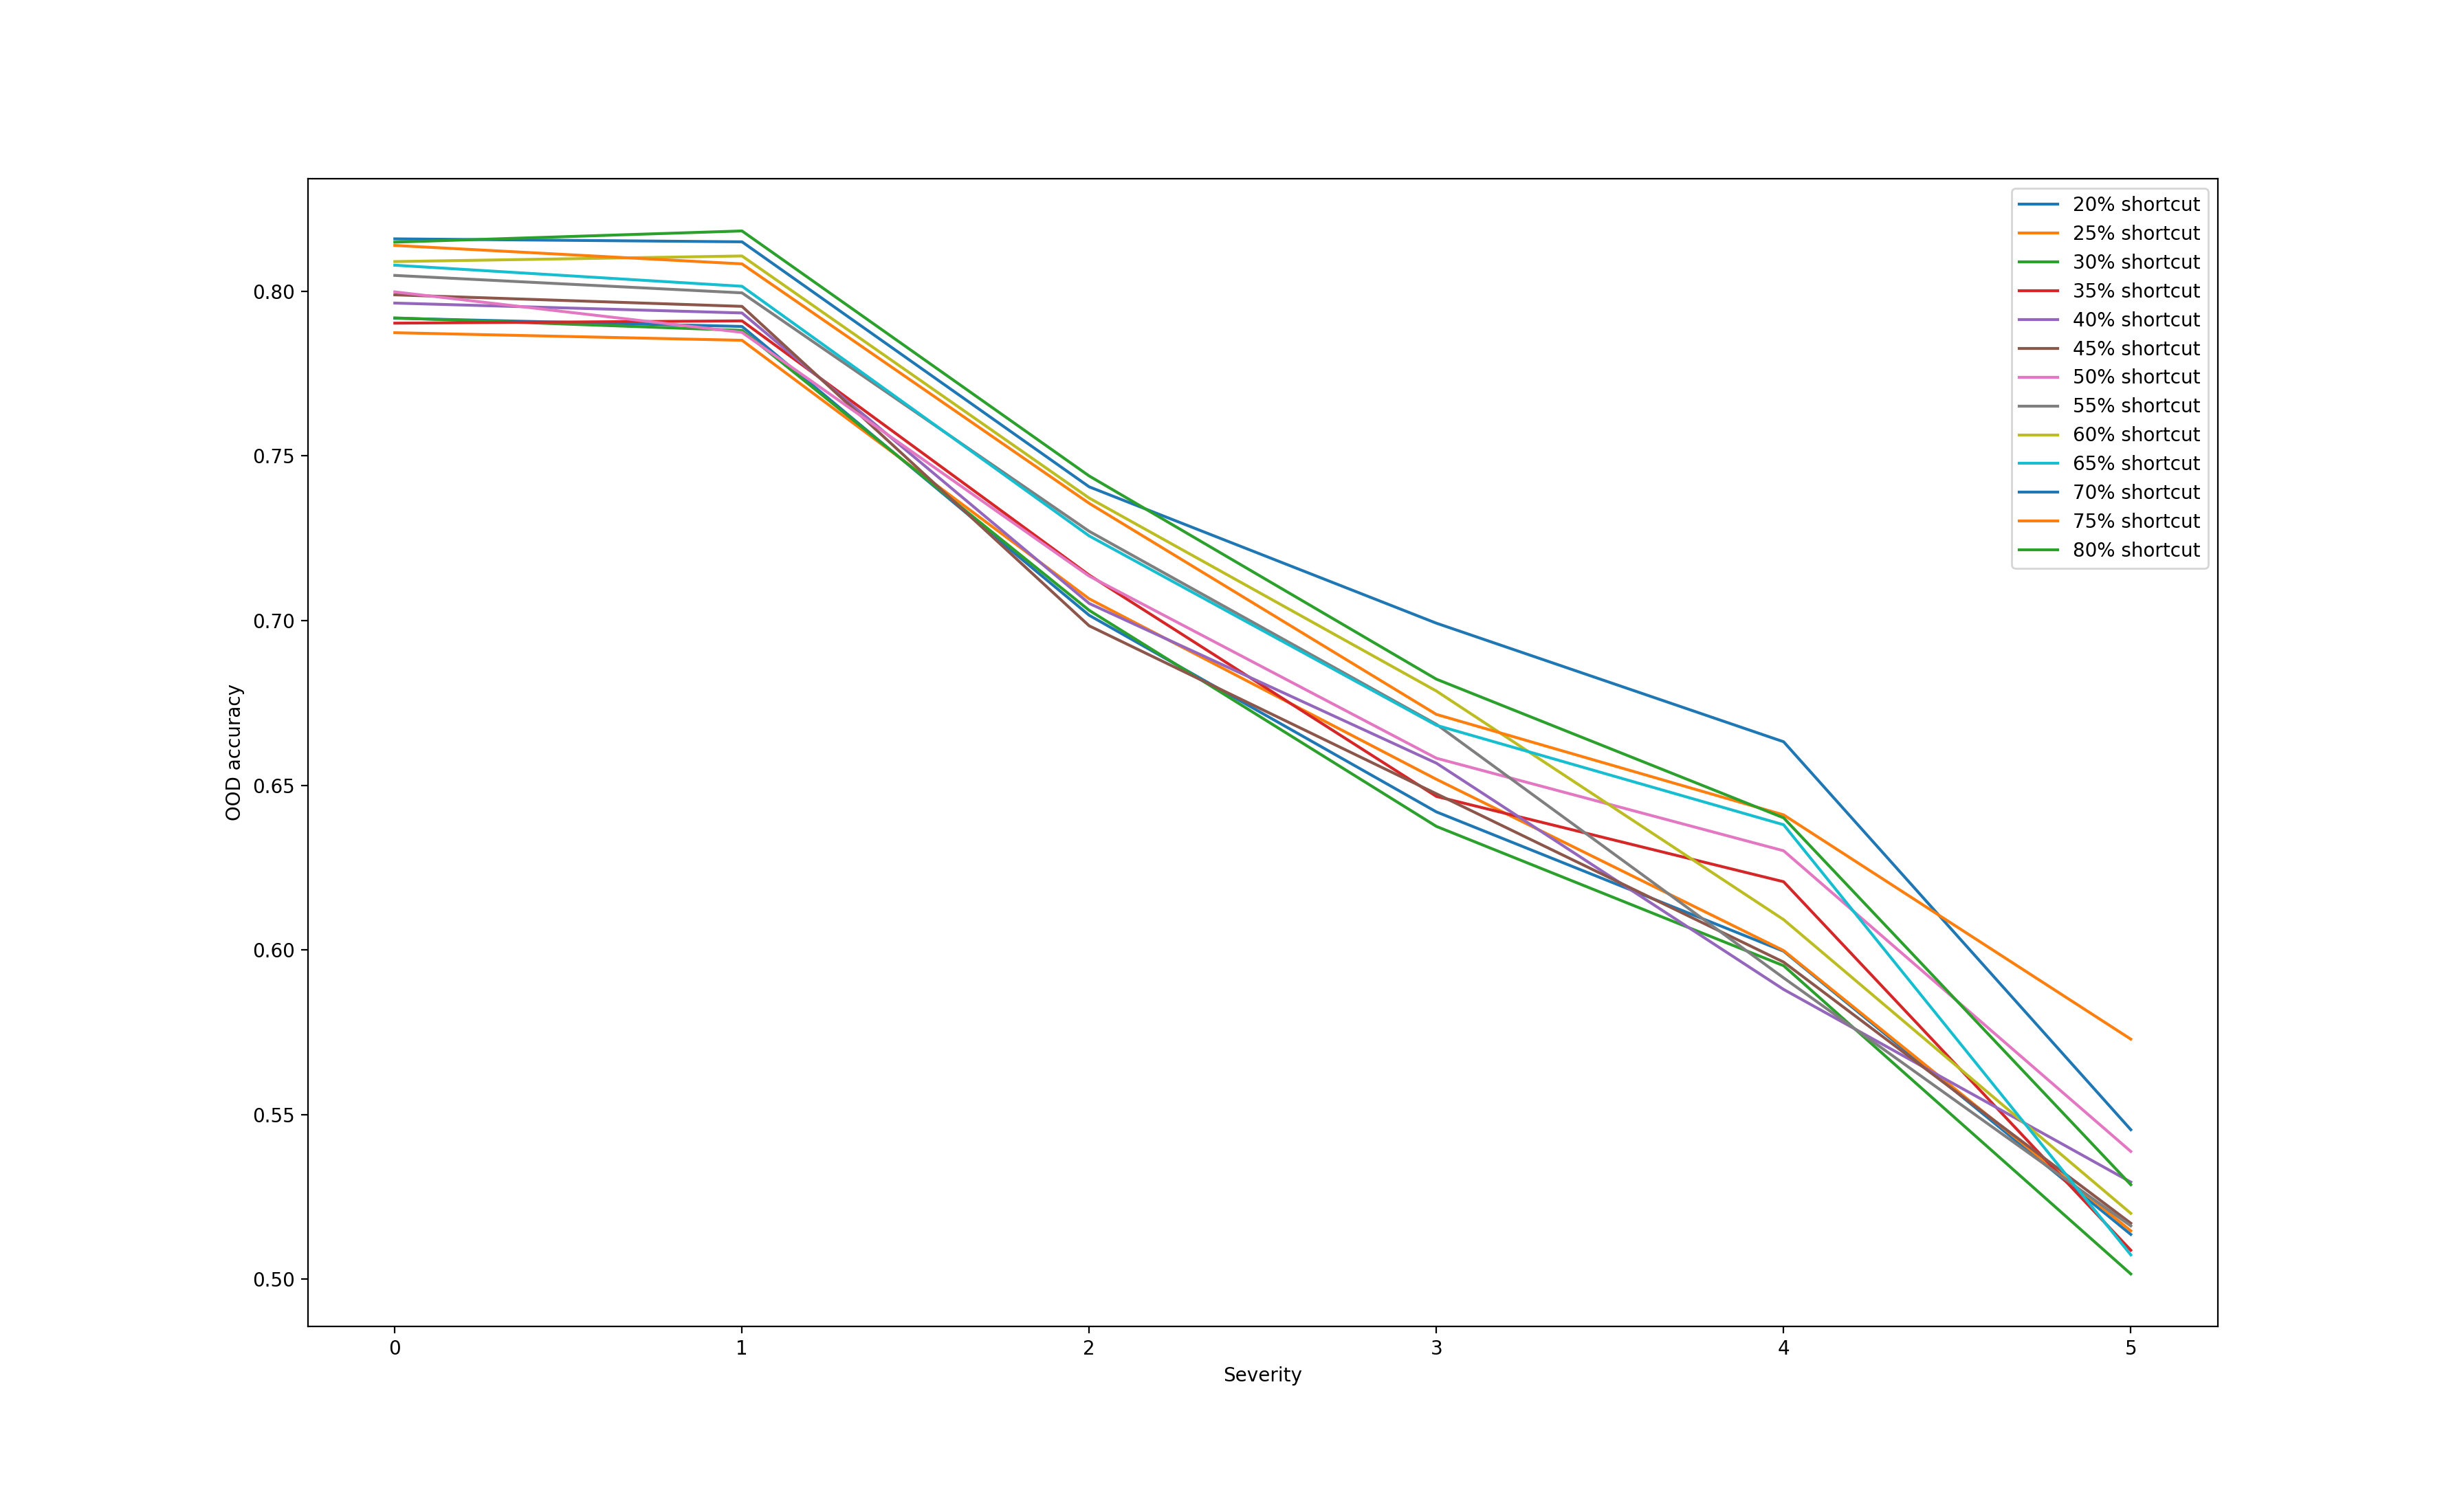 20% shortcut
25% shortcut
30% shortcut
35% shortcut
40% shortcut
45% shortcut
50% shortcut
55% shortcut
60% shortcut
65% shortcut
70% shortcut
75% shortcut
80% shortcut
OOD accuracy
0.80
0.75
0.70
0.65
0.60
0.55
0.50
0 1 2 3 4 5
Severity